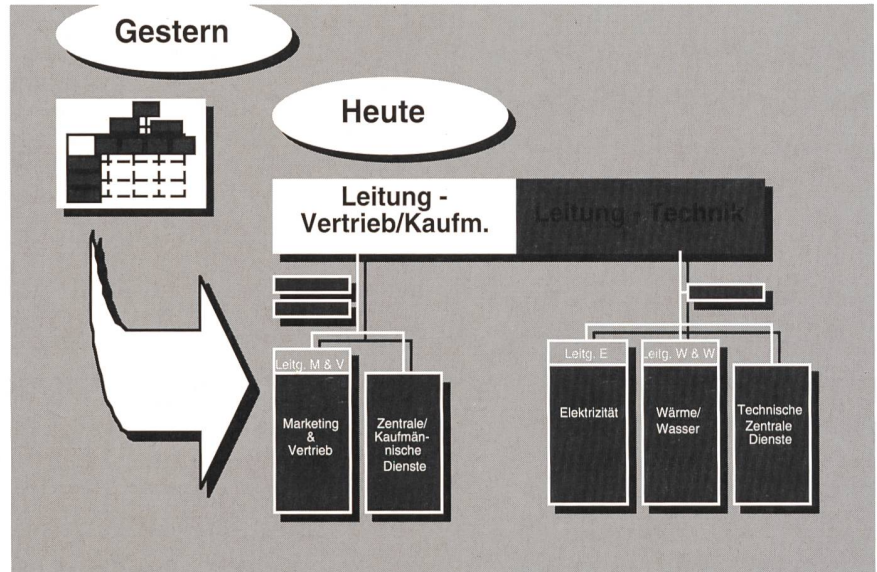 Gestern
Heute
Leitung -
Vertrieb/Kaufm.
Leitung - Technik
Leitg. M & V
Marketing
&
Vertrieb
Zentrale/
Kaufmän-
nische
Dienste
Leitg. E
Elektrizität
Leitg. W & W
Wärme/
Wasser
Technische
Zentrale
Dienste